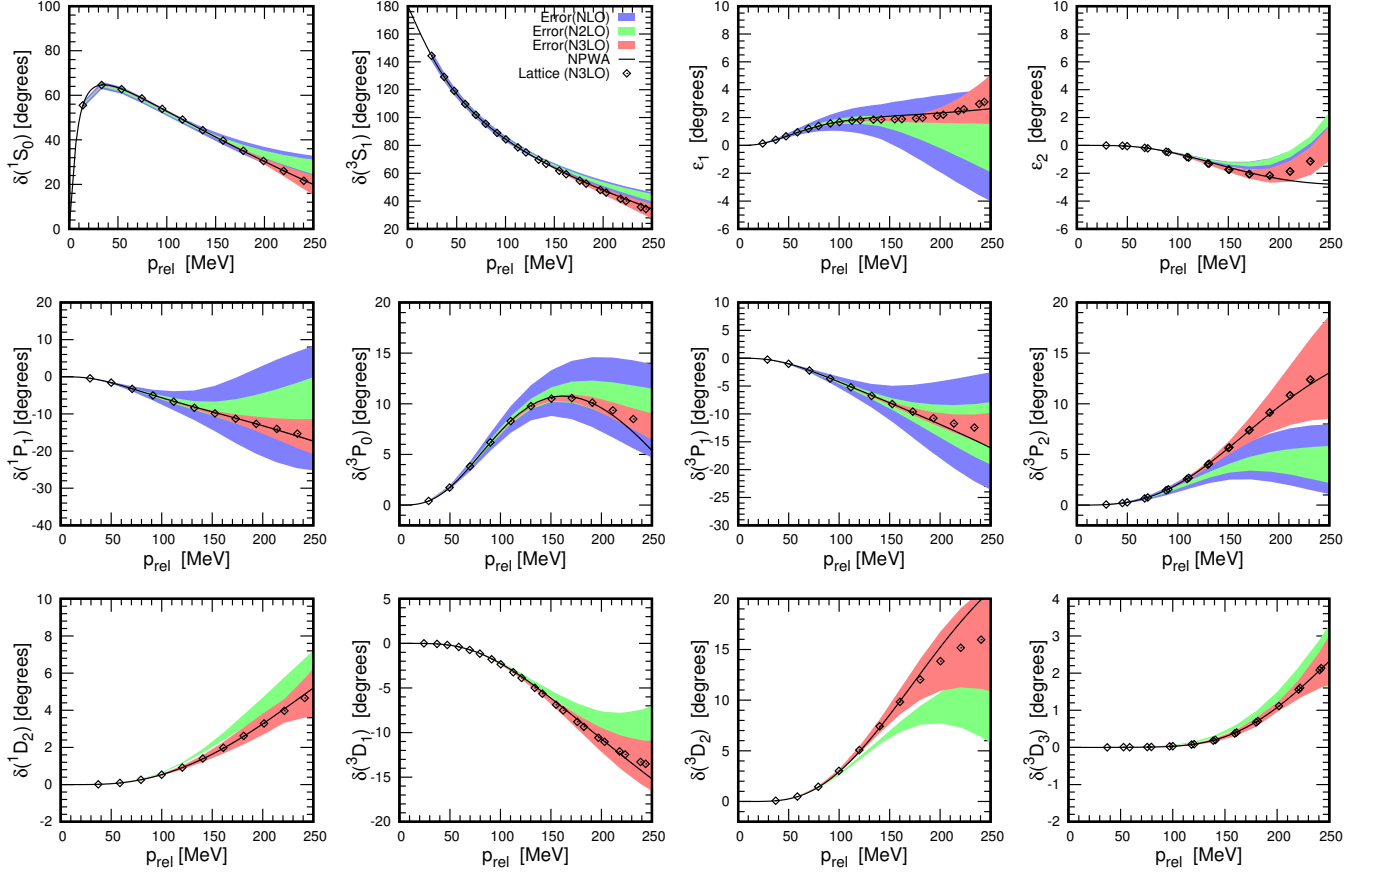 δ(¹S₀) [degrees]
100
80
60
40
20
0
0 50 100 150 200 250
p_rel [MeV]
δ(³S₁) [degrees]
180
160
140
120
100
80
60
40
20
0 50 100 150 200 250
p_rel [MeV]
Error(NLO)
Error(N2LO)
Error(N3LO)
NPWA
Lattice (N3LO)
ε₁ [degrees]
10
8
6
4
2
0
-2
-4
-6
0 50 100 150 200 250
p_rel [MeV]
ε₂ [degrees]
10
8
6
4
2
0
-2
-4
-6
0 50 100 150 200 250
p_rel [MeV]
δ(¹P₁) [degrees]
20
10
0
-10
-20
-30
-40
0 50 100 150 200 250
p_rel [MeV]
δ(³P₀) [degrees]
20
15
10
5
0
0 50 100 150 200 250
p_rel [MeV]
δ(³P₁) [degrees]
10
5
0
-5
-10
-15
-20
-25
-30
0 50 100 150 200 250
p_rel [MeV]
δ(³P₂) [degrees]
20
15
10
5
0
0 50 100 150 200 250
p_rel [MeV]
δ(¹D₂) [degrees]
10
8
6
4
2
0
-2
0 50 100 150 200 250
p_rel [MeV]
δ(³D₁) [degrees]
5
0
-5
-10
-15
-20
0 50 100 150 200 250
p_rel [MeV]
δ(³D₂) [degrees]
20
15
10
5
0
0 50 100 150 200 250
p_rel [MeV]
δ(³D₃) [degrees]
4
3
2
1
0
-1
-2
0 50 100 150 200 250
p_rel [MeV]